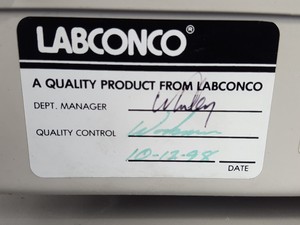 LABCONCO®
A QUALITY PRODUCT FROM LABCONCO
DEPT. MANAGER
QUALITY CONTROL
10-12-98
DATE